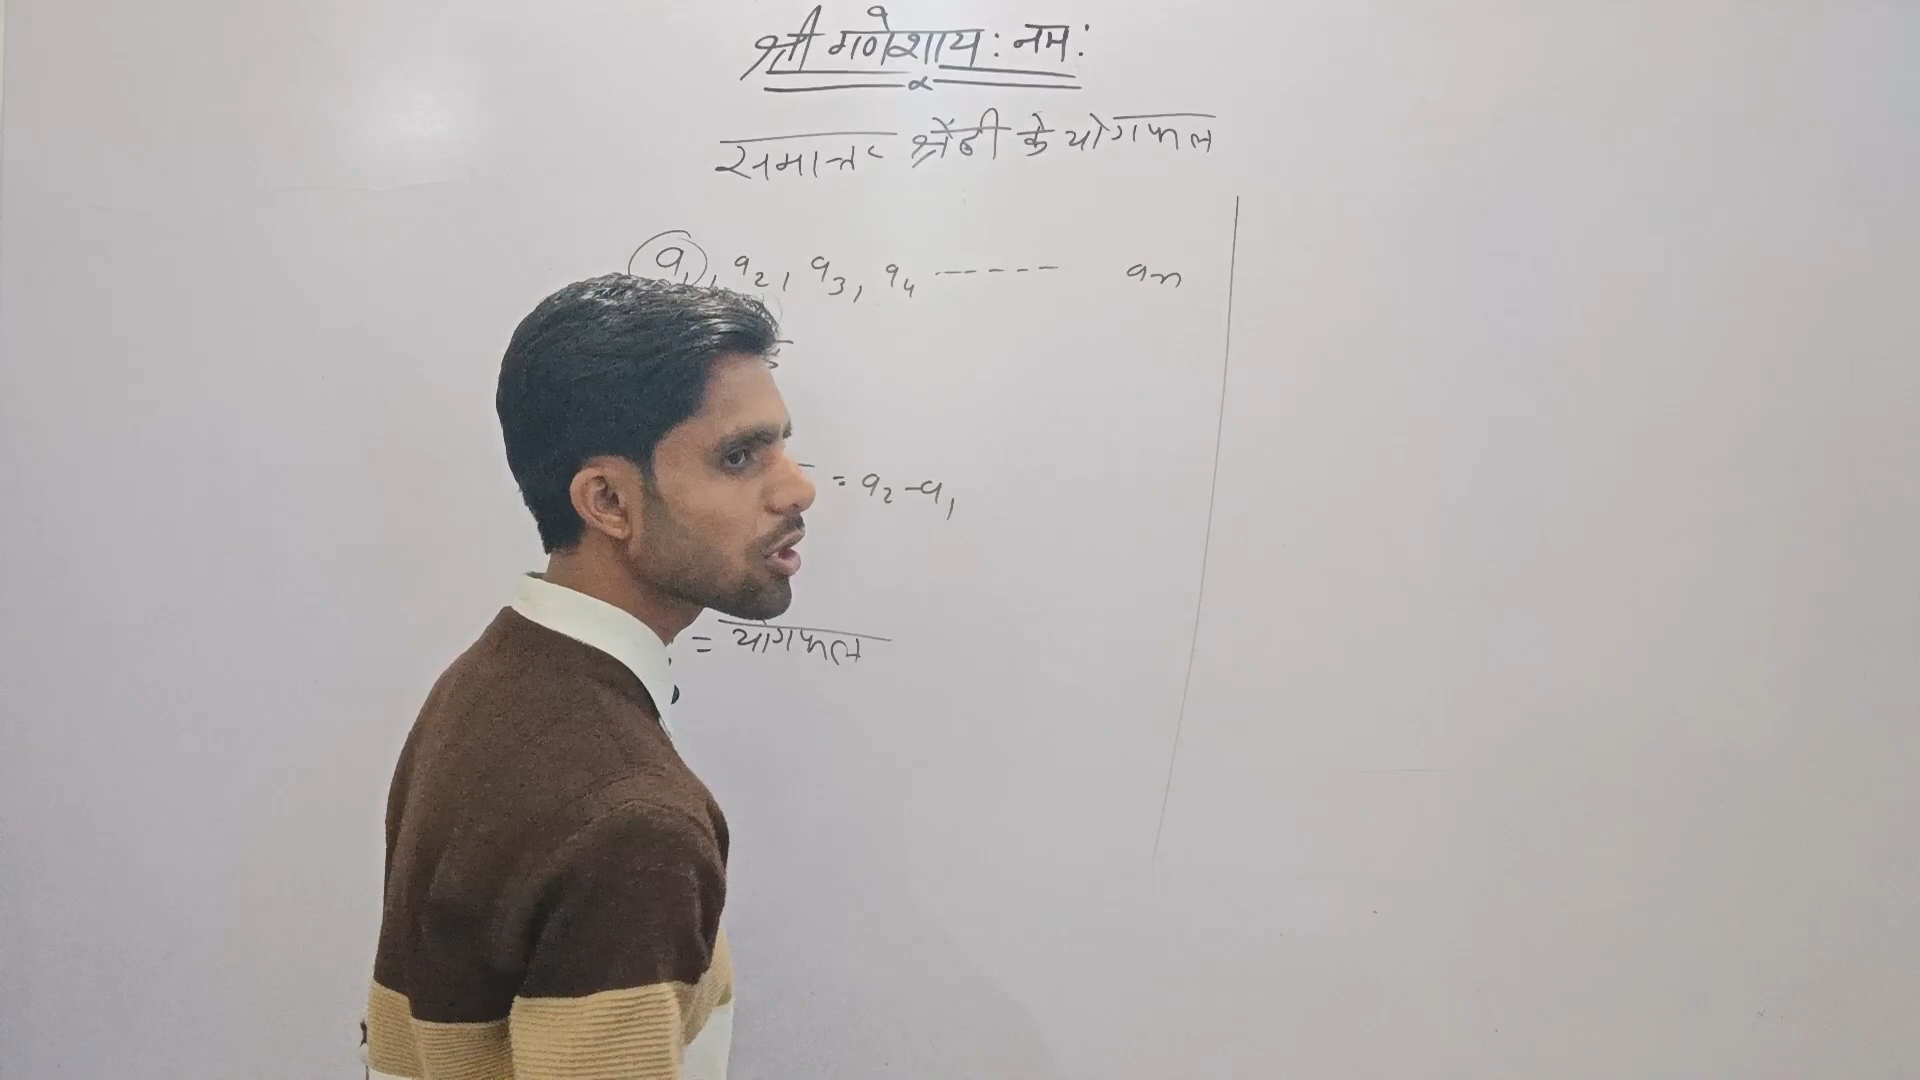 श्री गणेशाय: नम:
समान्तर श्रेंढी के योगफल
a₁, a₂, a₃, a₄ ------ an
= a₂ - a₁
= योगफल